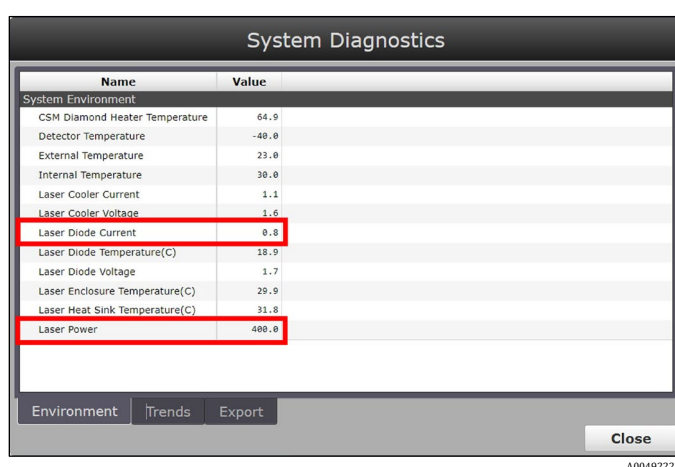 System Diagnostics
Name Value
System Environment
CSM Diamond Heater Temperature 64.9
Detector Temperature -40.0
External Temperature 23.0
Internal Temperature 30.0
Laser Cooler Current 1.1
Laser Cooler Voltage 1.6
Laser Diode Current 0.8
Laser Diode Temperature(C) 18.9
Laser Diode Voltage 1.7
Laser Enclosure Temperature(C) 29.9
Laser Heat Sink Temperature(C) 31.8
Laser Power 400.0
Environment Trends Export
Close
A0049222